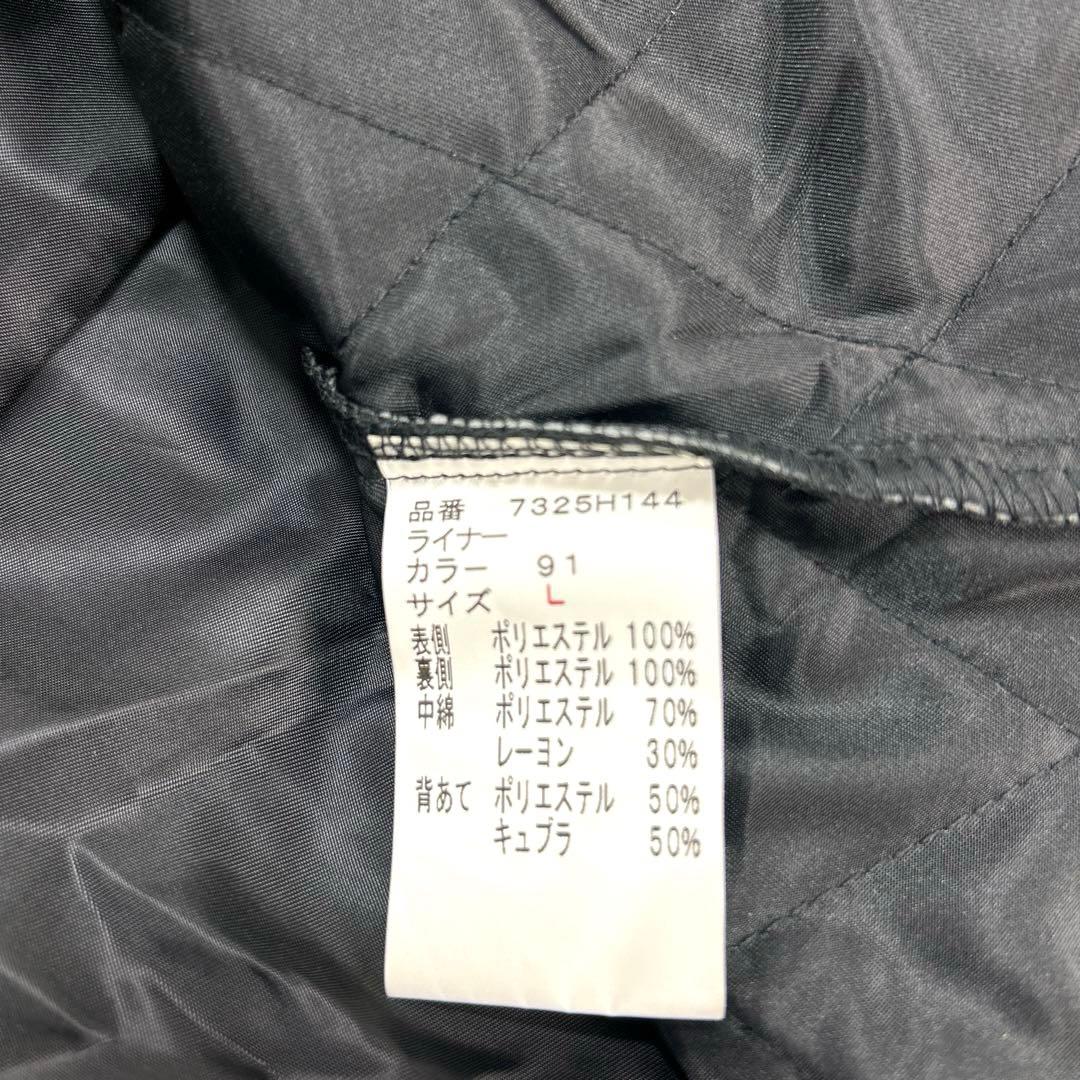 品番 7325H144
ライナー
カラー 91
サイズ L
表側 ポリエステル 100%
裏側 ポリエステル 100%
中綿 ポリエステル 70%
レーヨン 30%
背あて ポリエステル 50%
キュプラ 50%